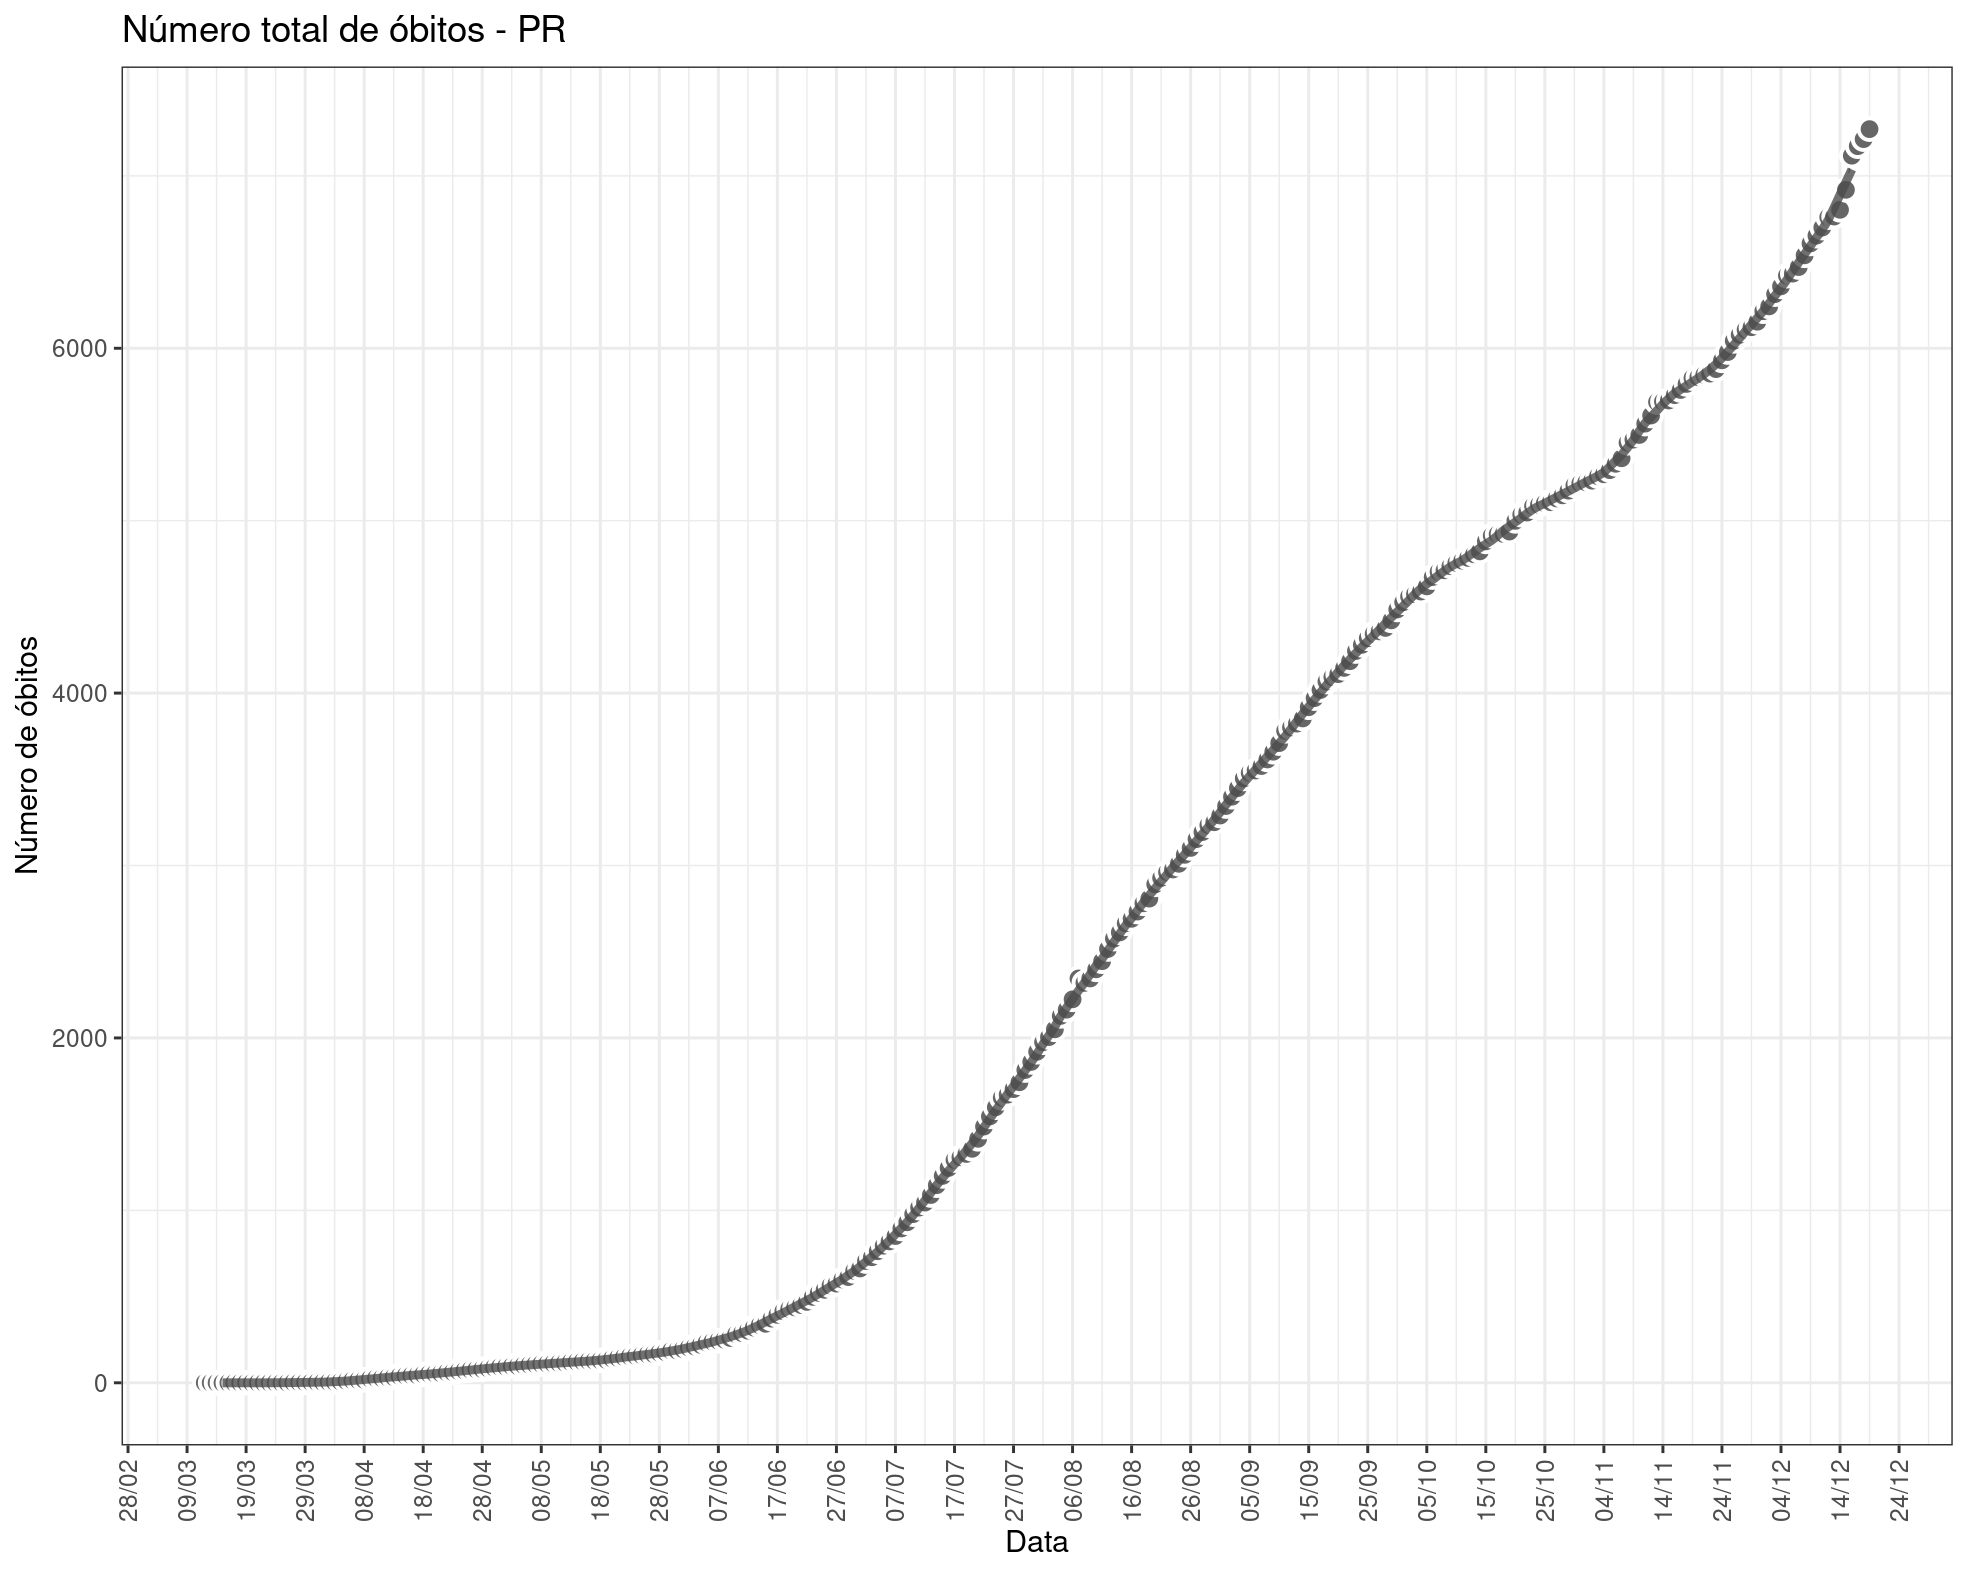 Número total de óbitos - PR
Número de óbitos
6000
4000
2000
0
28/02 09/03 19/03 29/03 08/04 18/04 28/04 08/05 18/05 28/05 07/06 17/06 27/06 07/07 17/07 27/07 06/08 16/08 26/08 05/09 15/09 25/09 05/10 15/10 25/10 04/11 14/11 24/11 04/12 14/12 24/12
Data